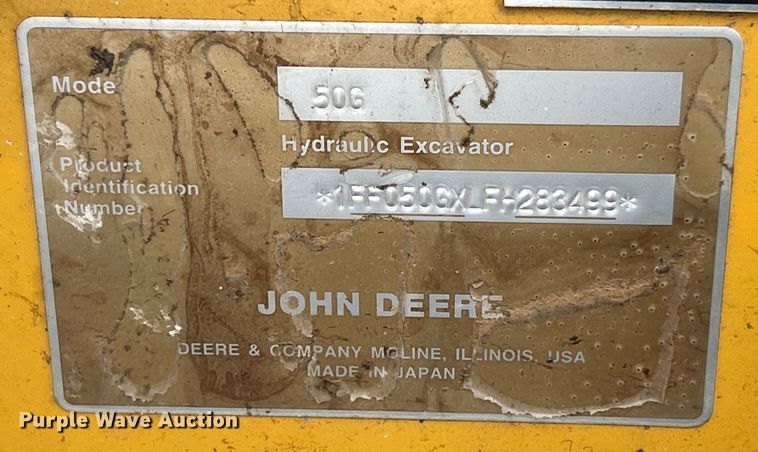 Mode
50G
Hydraulic Excavator
Product
Identification
Number
*1FF050GXLFH283499*
JOHN DEERE
DEERE & COMPANY MOLINE, ILLINOIS, USA
MADE IN JAPAN
Purple Wave Auction